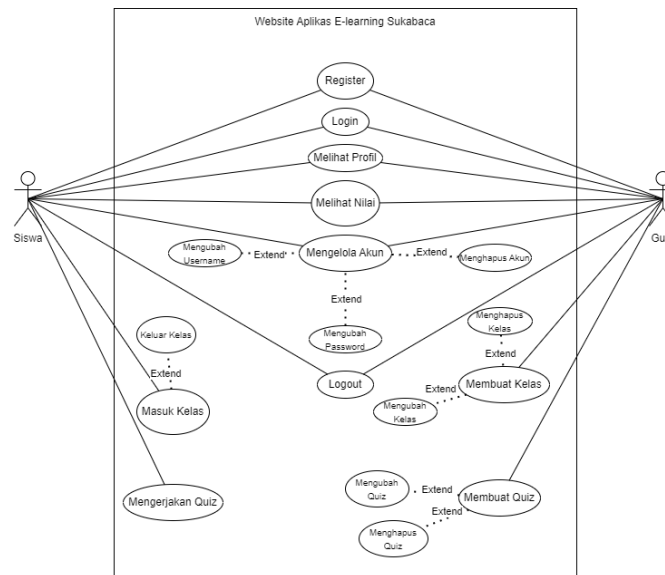 Website Aplikas E-learning Sukabaca
Register
Login
Melihat Profil
Melihat Nilai
Siswa
Gu
Mengubah
Username
Extend
Mengelola Akun
Extend
Menghapus Akun
Extend
Mengubah
Password
Menghapus
Kelas
Keluar Kelas
Extend
Extend
Logout
Membuat Kelas
Extend
Mengubah
Kelas
Masuk Kelas
Mengubah
Quiz
Extend
Membuat Quiz
Mengerjakan Quiz
Extend
Menghapus
Quiz